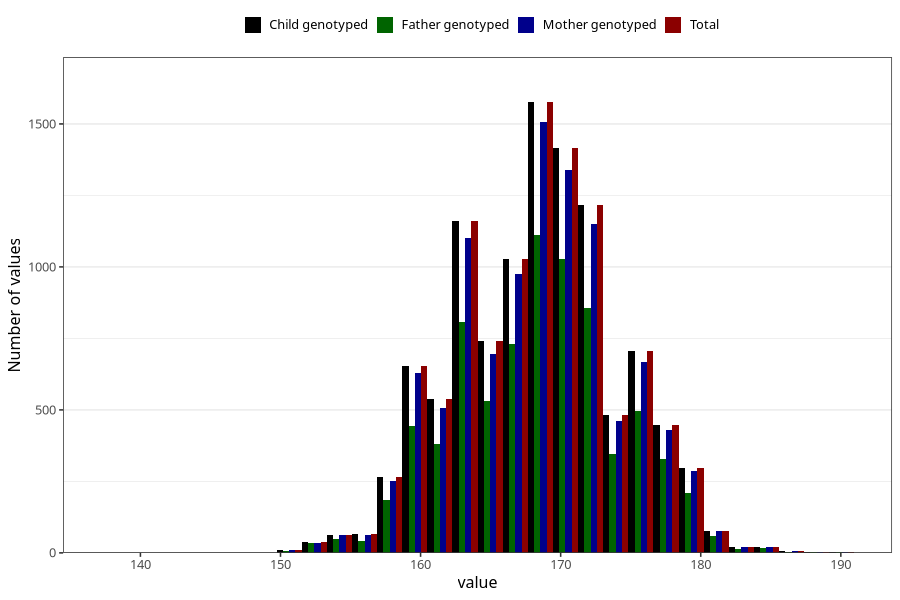 Child genotyped Father genotyped Mother genotyped Total
Number of values
1500
1000
500
0
140 150 160 170 180 190
value